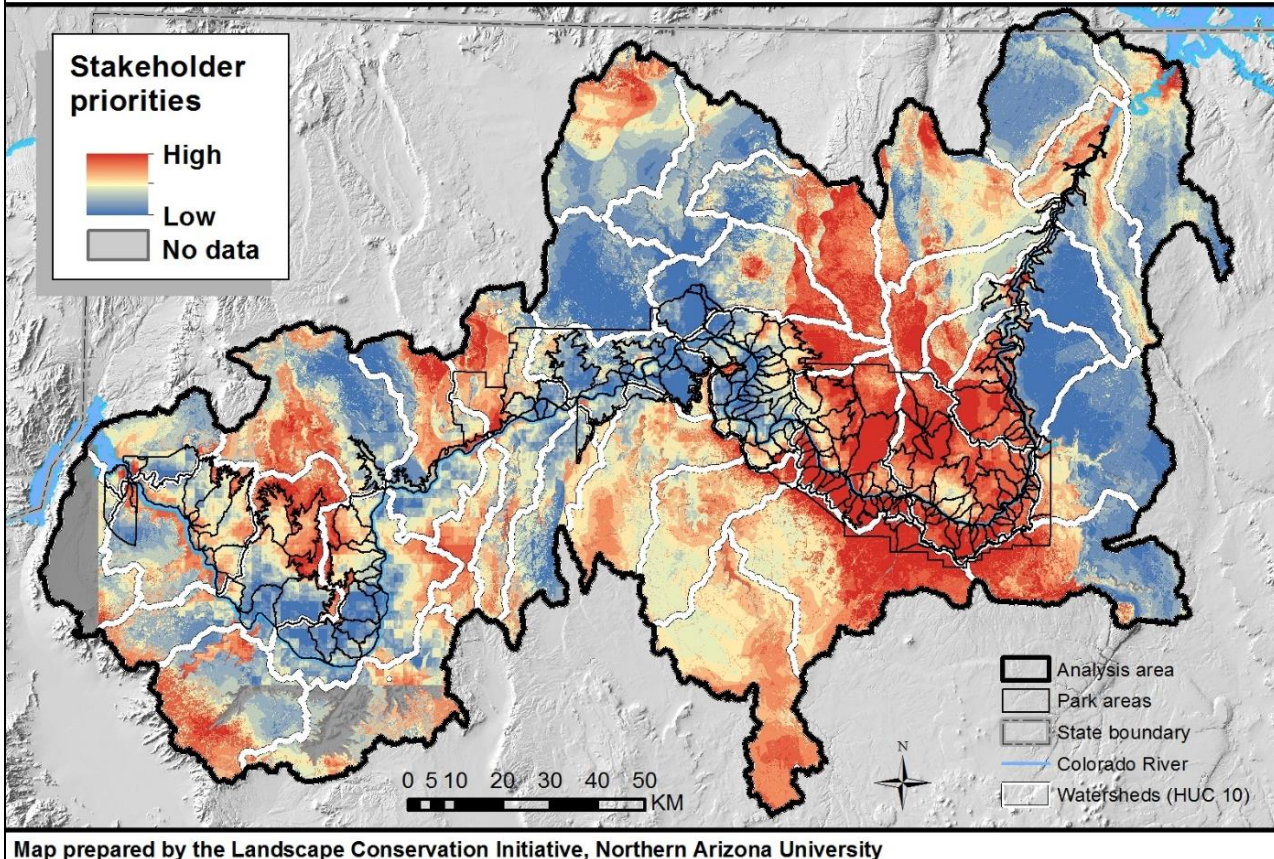 Stakeholder
priorities
High
Low
No data
Analysis area
Park areas
State boundary
Colorado River
Watersheds (HUC 10)
N
0 5 10 20 30 40 50
KM
Map prepared by the Landscape Conservation Initiative, Northern Arizona University